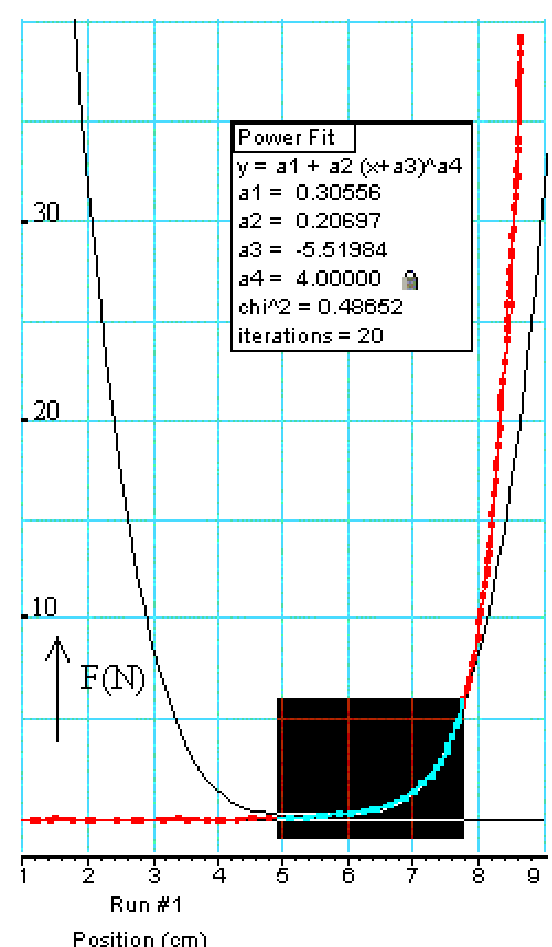 Power Fit
y = a1 + a2 (x+a3)^a4
a1 = 0.30556
a2 = 0.20697
a3 = -5.51984
a4 = 4.00000
chi^2 = 0.48652
iterations = 20
30
20
10
F(N)
1 2 3 4 5 6 7 8 9
Run #1
Position (cm)